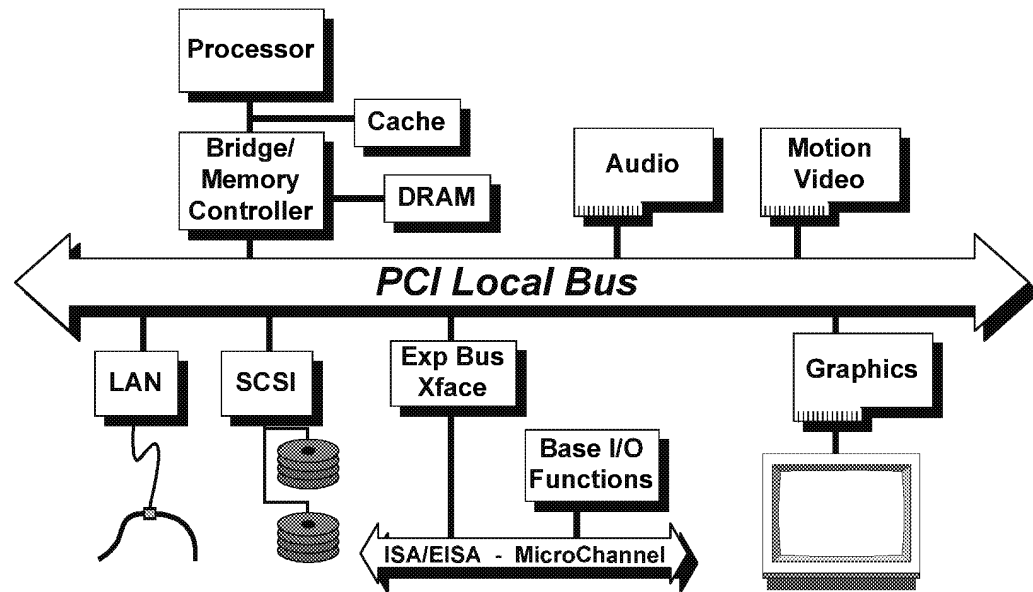 Processor
Cache
Bridge/
Memory
Controller
DRAM
Audio
Motion
Video
PCI Local Bus
LAN
SCSI
Exp Bus
Xface
Graphics
Base I/O
Functions
ISA/EISA - MicroChannel